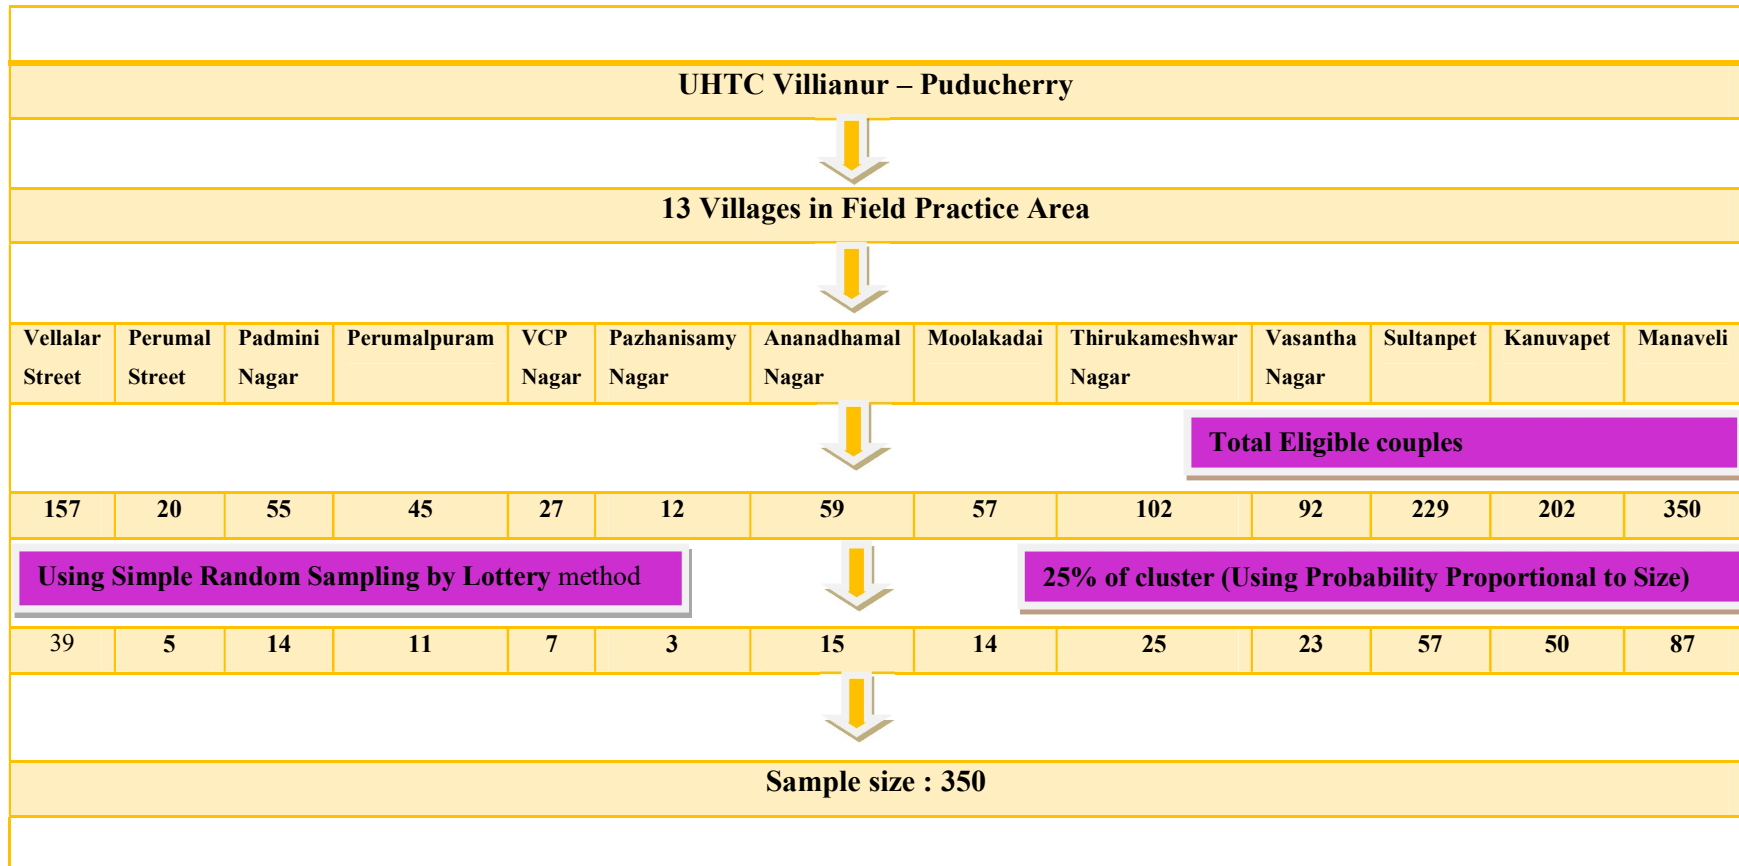 UHTC Villianur – Puducherry
13 Villages in Field Practice Area
Vellalar Street Perumal Street Padmini Nagar Perumalpuram VCP Nagar Pazhanisamy Nagar Ananadhamal Nagar Moolakadai Thirukameshwar Nagar Vasantha Nagar Sultanpet Kanuvapet Manaveli
Total Eligible couples
157 20 55 45 27 12 59 57 102 92 229 202 350
Using Simple Random Sampling by Lottery method
25% of cluster (Using Probability Proportional to Size)
39 5 14 11 7 3 15 14 25 23 57 50 87
Sample size : 350